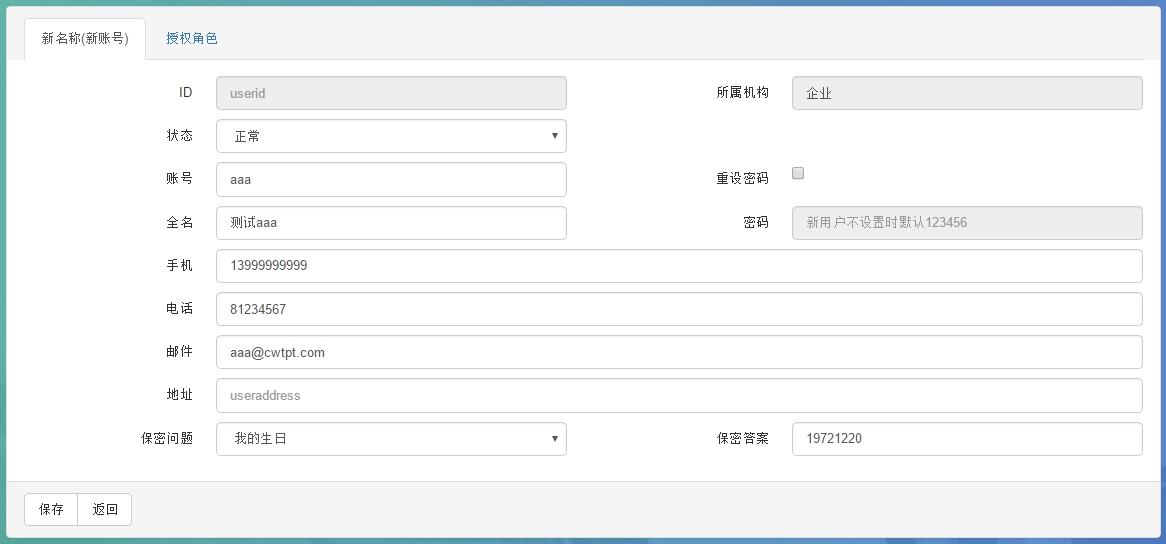 新名称(新账号) 授权角色
ID userid 所属机构 企业
状态 正常
账号 aaa 重设密码
全名 测试aaa 密码 新用户不设置时默认123456
手机 13999999999
电话 81234567
邮件 aaa@cwtpt.com
地址 useraddress
保密问题 我的生日 保密答案 19721220
保存 返回